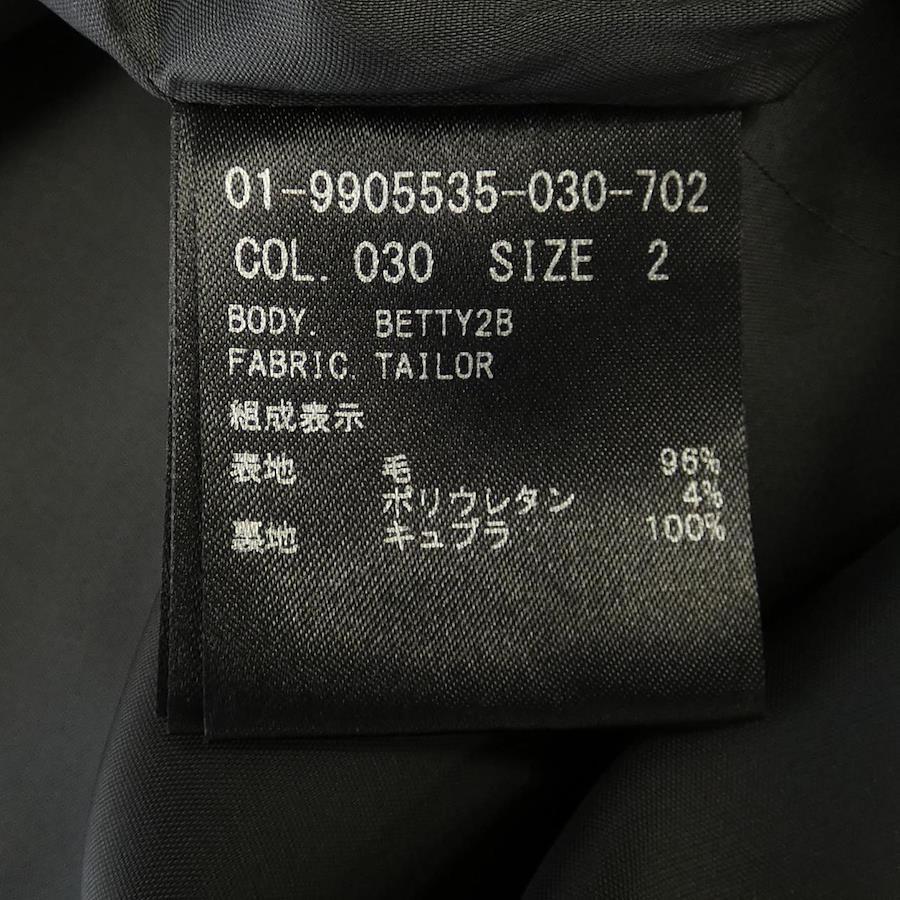 01-9905535-030-702
COL. 030 SIZE 2
BODY. BETTY2B
FABRIC. TAILOR
組成表示
表地 毛 96%
ポリウレタン 4%
裏地 キュプラ 100%